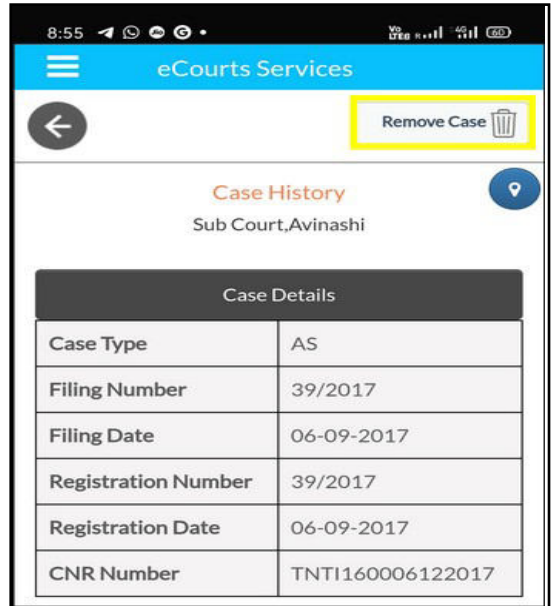 8:55
60
eCourts Services
Remove Case
Case History
Sub Court,Avinashi
Case Details
Case Type AS
Filing Number 39/2017
Filing Date 06-09-2017
Registration Number 39/2017
Registration Date 06-09-2017
CNR Number TNTI160006122017